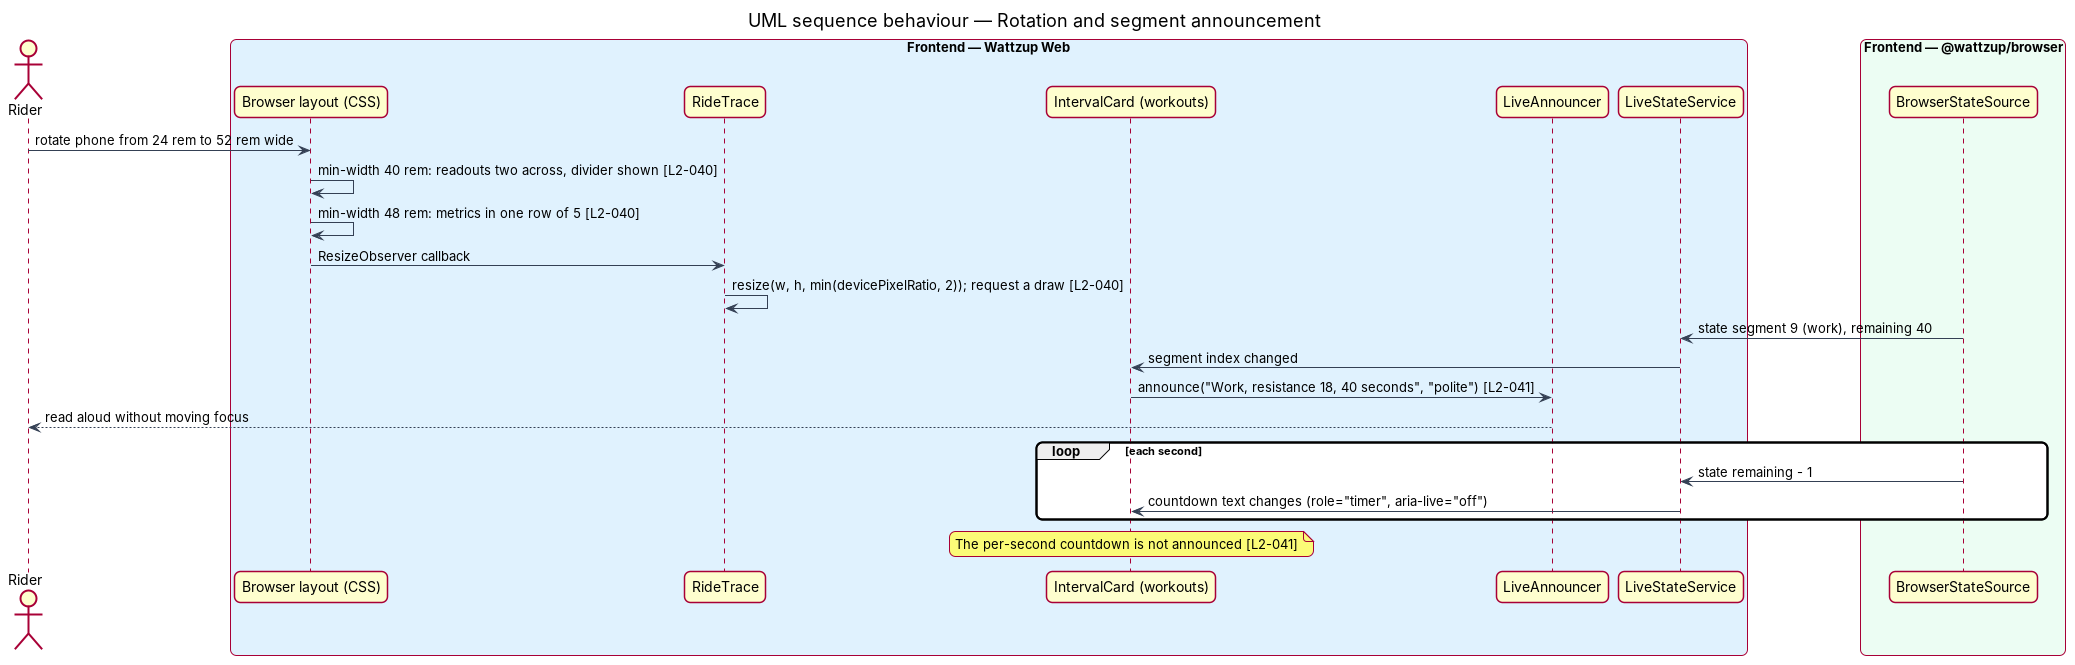 UML sequence behaviour — Rotation and segment announcement
Frontend — Wattzup Web
Frontend — @wattzup/browser
Rider
Browser layout (CSS)
RideTrace
IntervalCard (workouts)
LiveAnnouncer
LiveStateService
BrowserStateSource
rotate phone from 24 rem to 52 rem wide
min-width 40 rem: readouts two across, divider shown [L2-040]
min-width 48 rem: metrics in one row of 5 [L2-040]
ResizeObserver callback
resize(w, h, min(devicePixelRatio, 2)); request a draw [L2-040]
state segment 9 (work), remaining 40
segment index changed
announce("Work, resistance 18, 40 seconds", "polite") [L2-041]
read aloud without moving focus
loop
[each second]
state remaining - 1
countdown text changes (role="timer", aria-live="off")
The per-second countdown is not announced [L2-041]
Rider
Browser layout (CSS)
RideTrace
IntervalCard (workouts)
LiveAnnouncer
LiveStateService
BrowserStateSource